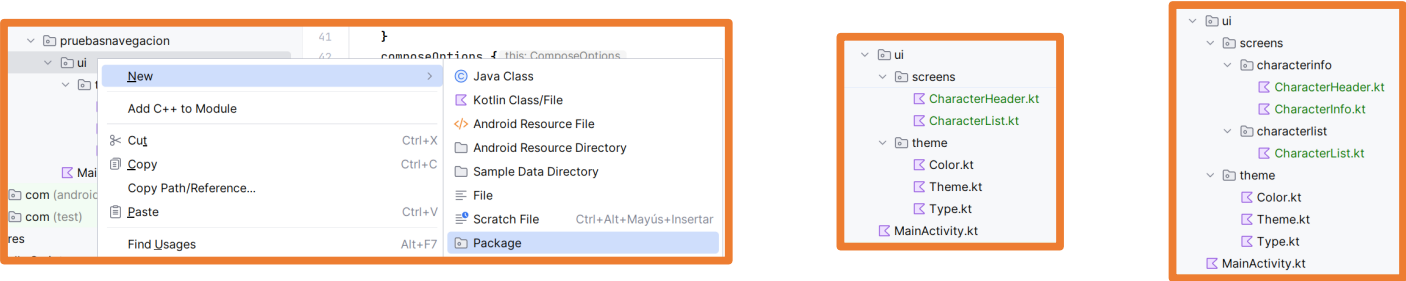 pruebasnavegacion
ui
t
Mai
com (android
com (test)
res
41 }
42 composeOptions { this: ComposeOptions
New
Add C++ to Module
Cut Ctrl+X
Copy Ctrl+C
Copy Path/Reference...
Paste Ctrl+V
Find Usages Alt+F7
Java Class
Kotlin Class/File
Android Resource File
Android Resource Directory
Sample Data Directory
File
Scratch File Ctrl+Alt+Mayús+Insertar
Package
ui
screens
CharacterHeader.kt
CharacterList.kt
theme
Color.kt
Theme.kt
Type.kt
MainActivity.kt
ui
screens
characterinfo
CharacterHeader.kt
CharacterInfo.kt
characterlist
CharacterList.kt
theme
Color.kt
Theme.kt
Type.kt
MainActivity.kt